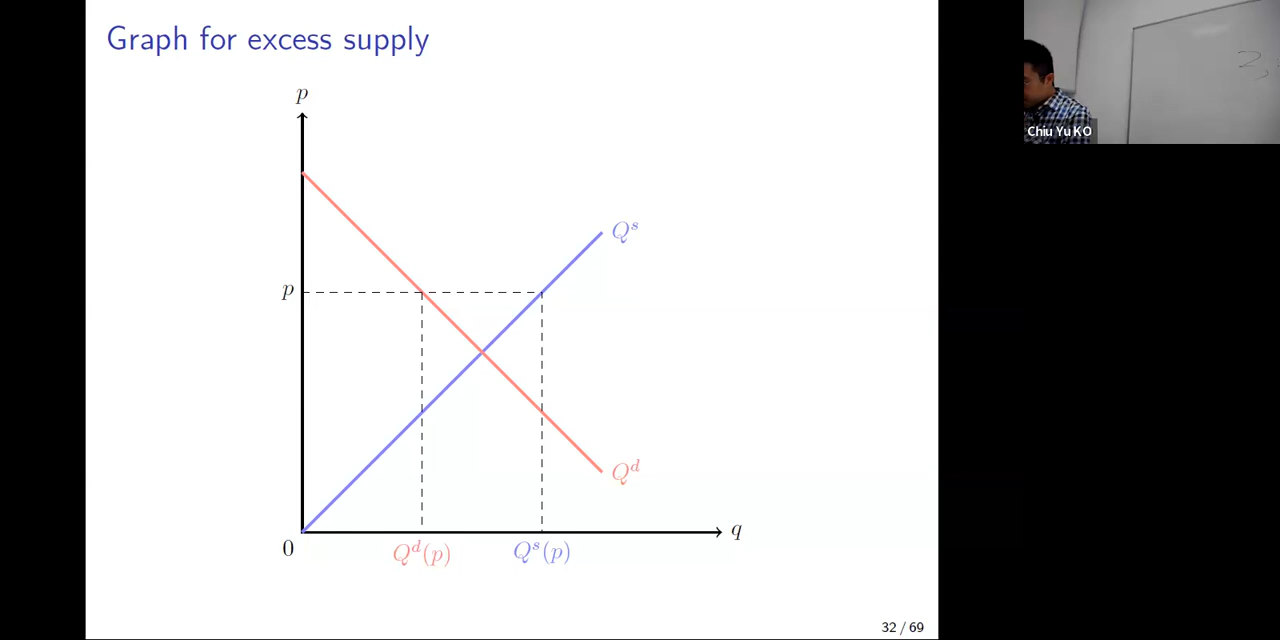 Graph for excess supply
p
Q^s
p
Q^d
0
q
Q^d(p) Q^s(p)
32 / 69
Chiu Yu KO